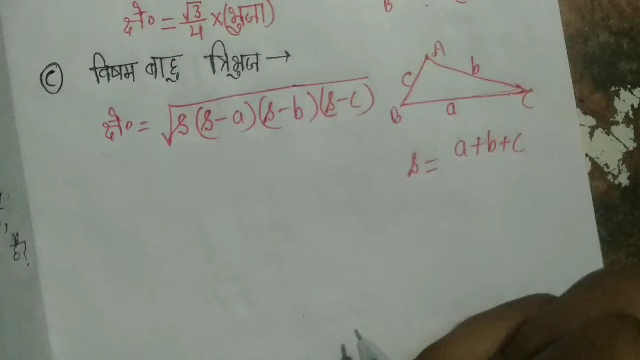 क्षे० = √3/4 × (भुजा)
B
(C) विषम बाहु त्रिभुज →
क्षे० = √s(s-a)(s-b)(s-c)
A
c b
B a C
s = a+b+c
है?